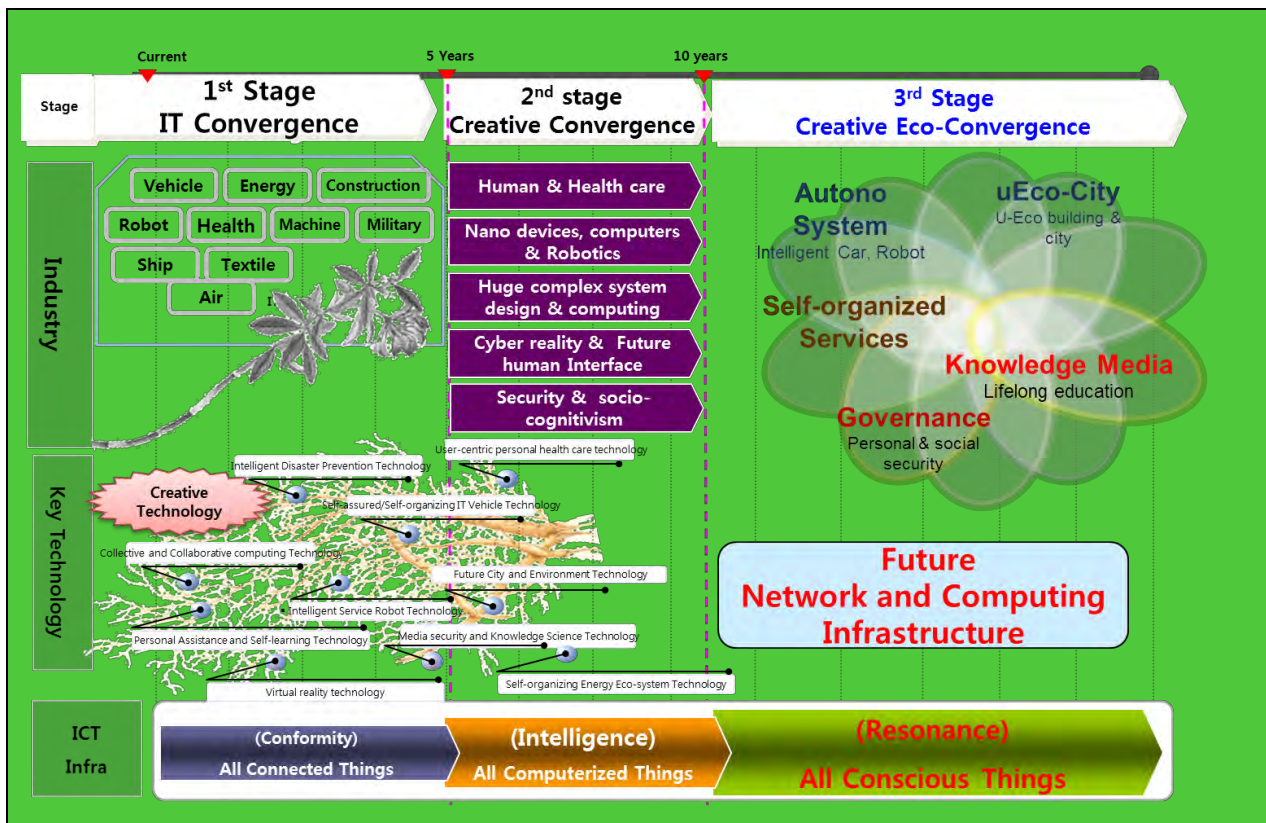 Current
5 Years
10 years
Stage
1st Stage
IT Convergence
2nd stage
Creative Convergence
3rd Stage
Creative Eco-Convergence
Industry
Vehicle
Energy
Construction
Robot
Health
Machine
Military
Ship
Textile
Air
Human & Health care
Nano devices, computers
& Robotics
Huge complex system
design & computing
Cyber reality & Future
human Interface
Security & socio-
cognitivism
Autono
System
Intelligent Car, Robot
uEco-City
U-Eco building &
city
Self-organized
Services
Knowledge Media
Lifelong education
Governance
Personal & social
security
Key Technology
Creative
Technology
User-centric personal health care technology
Intelligent Disaster Prevention Technology
Self-assured/Self-organizing IT Vehicle Technology
Collective and Collaborative computing Technology
Future City and Environment Technology
• Intelligent Service Robot Technology
Personal Assistance and Self-learning Technology
Media security and Knowledge Science Technology
Virtual reality technology
Self-organizing Energy Eco-system Technology
Future
Network and Computing
Infrastructure
ICT
Infra
(Conformity)
All Connected Things
(Intelligence)
All Computerized Things
(Resonance)
All Conscious Things